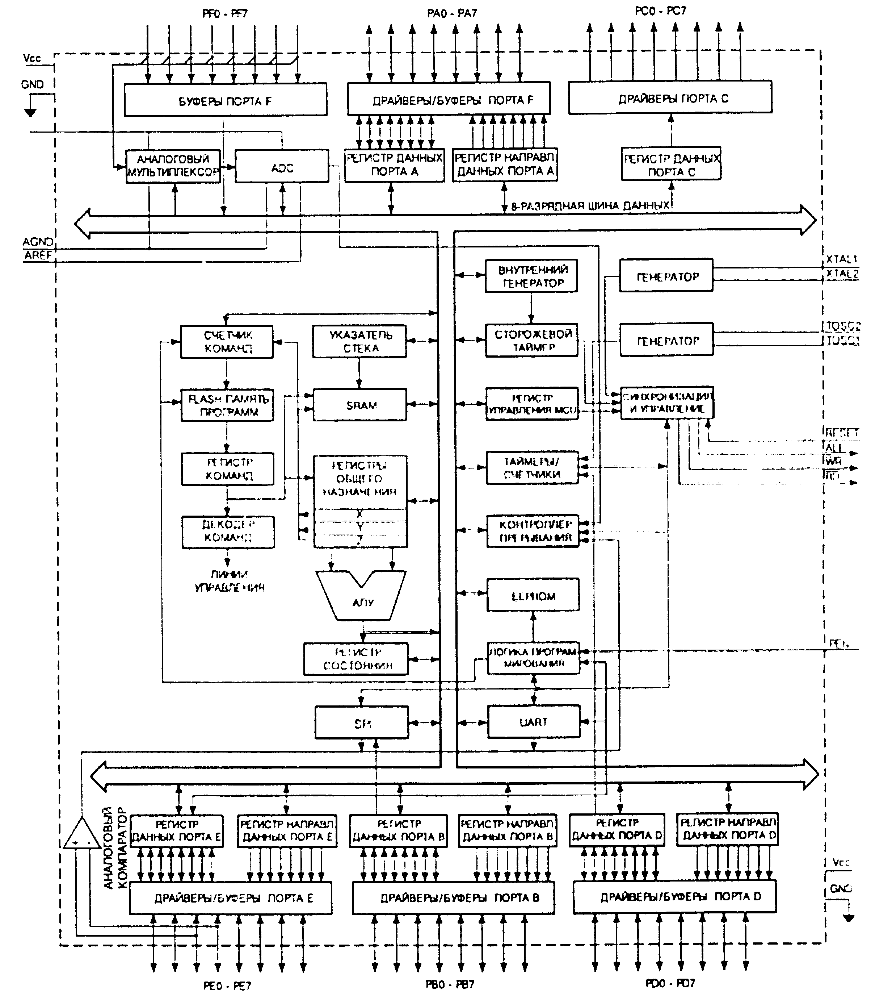 PF0 - PF7
PA0 - PA7
PC0 - PC7
Vcc
GND
БУФЕРЫ ПОРТА F
ДРАЙВЕРЫ/БУФЕРЫ ПОРТА F
ДРАЙВЕРЫ ПОРТА С
АНАЛОГОВЫЙ
МУЛЬТИПЛЕКСОР
ADC
РЕГИСТР ДАННЫХ
ПОРТА А
РЕГИСТР НАПРАВЛ.
ДАННЫХ ПОРТА А
РЕГИСТР ДАННЫХ
ПОРТА С
8-РАЗРЯДНАЯ ШИНА ДАННЫХ
AGND
AREF
ВНУТРЕННИЙ
ГЕНЕРАТОР
ГЕНЕРАТОР
XTAL1
XTAL2
СЧЕТЧИК
КОМАНД
УКАЗАТЕЛЬ
СТЕКА
СТОРОЖЕВОЙ
ТАЙМЕР
ГЕНЕРАТОР
TOSC2
TOSC1
FLASH ПАМЯТЬ
ПРОГРАММ
SRAM
РЕГИСТР
УПРАВЛЕНИЯ MCU
СИНХРОНИЗАЦИЯ
И УПРАВЛЕНИЕ
RESET
ALE
WR
RD
РЕГИСТР
КОМАНД
РЕГИСТРЫ
ОБЩЕГО
НАЗНАЧЕНИЯ
X
Y
Z
ТАЙМЕРЫ/
СЧЕТЧИКИ
ДЕКОДЕР
КОМАНД
КОНТРОЛЛЕР
ПРЕРЫВАНИЯ
ЛИНИИ
УПРАВЛЕНИЯ
АЛУ
EEPROM
РЕГИСТР
СОСТОЯНИЯ
ЛОГИКА ПРОГРАМ
МИРОВАНИЯ
PEN
SPI
UART
АНАЛОГОВЫЙ
КОМПАРАТОР
+ -
РЕГИСТР
ДАННЫХ ПОРТА Е
РЕГИСТР НАПРАВЛ.
ДАННЫХ ПОРТА Е
РЕГИСТР
ДАННЫХ ПОРТА В
РЕГИСТР НАПРАВЛ.
ДАННЫХ ПОРТА В
РЕГИСТР
ДАННЫХ ПОРТА D
РЕГИСТР НАПРАВЛ.
ДАННЫХ ПОРТА D
Vcc
GND
ДРАЙВЕРЫ/БУФЕРЫ ПОРТА Е
ДРАЙВЕРЫ/БУФЕРЫ ПОРТА В
ДРАЙВЕРЫ/БУФЕРЫ ПОРТА D
PE0 - PE7
PB0 - PB7
PD0 - PD7